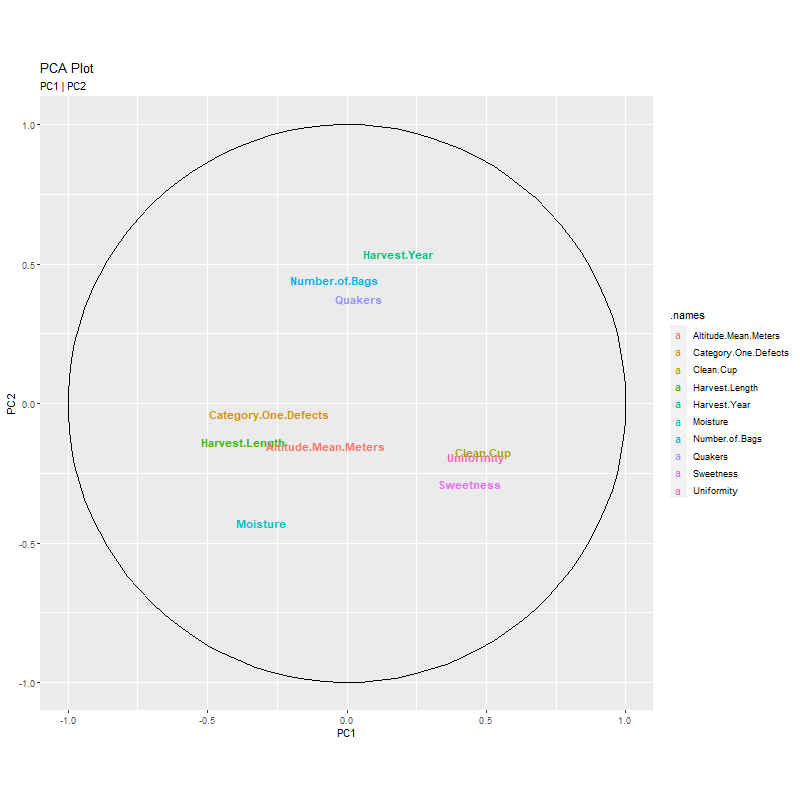 PCA Plot
PC1 | PC2
1.0
Harvest.Year
0.5
Number.of.Bags
Quakers
.names
a Altitude.Mean.Meters
a Category.One.Defects
a Clean.Cup
a Harvest.Length
a Harvest.Year
a Moisture
a Number.of.Bags
a Quakers
a Sweetness
a Uniformity
PC2
0.0
Category.One.Defects
Harvest.Length
Altitude.Mean.Meters
Clean.Cup
Uniformity
Sweetness
Moisture
-0.5
-1.0
-1.0 -0.5 0.0 0.5 1.0
PC1